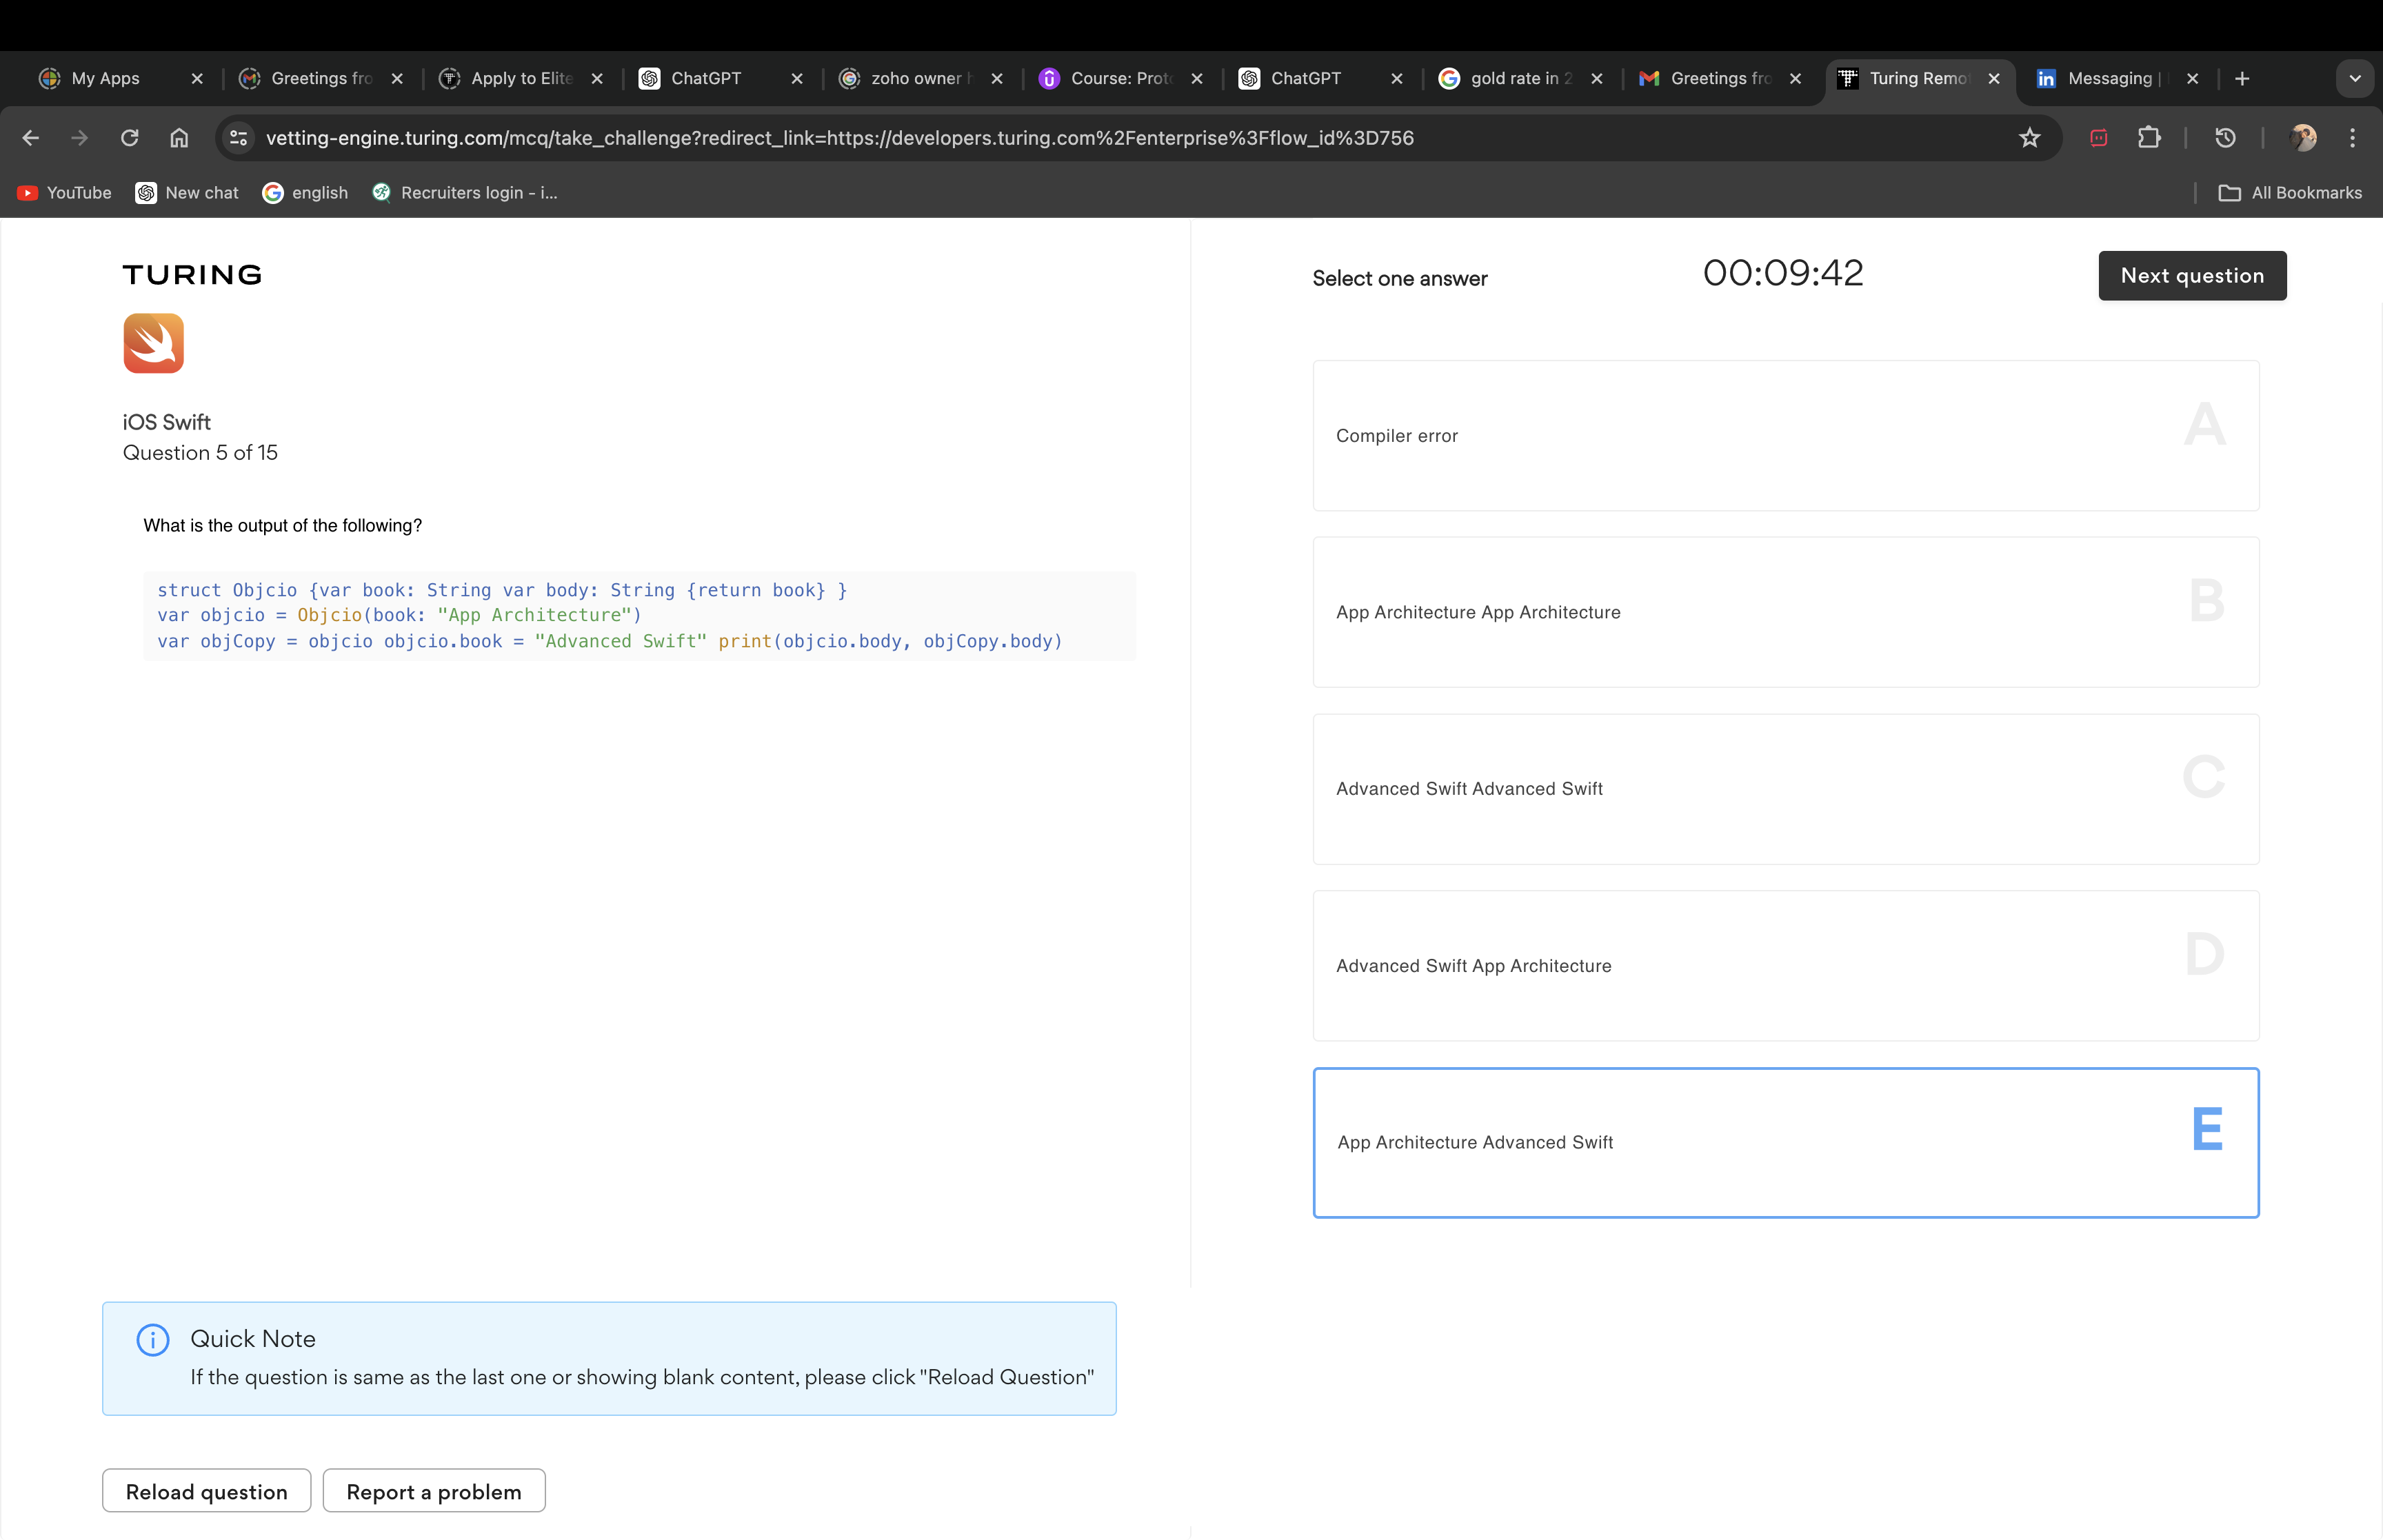 My Apps
Greetings fro
Apply to Elite
ChatGPT
zoho owner h
Course: Proto
ChatGPT
gold rate in 2
Greetings fro
Turing Remo
Messaging |
vetting-engine.turing.com/mcq/take_challenge?redirect_link=https://developers.turing.com%2Fenterprise%3Fflow_id%3D756
YouTube
New chat
english
Recruiters login - i...
All Bookmarks
TURING
iOS Swift
Question 5 of 15
What is the output of the following?
struct Objcio {var book: String var body: String {return book} }
var objcio = Objcio(book: "App Architecture")
var objCopy = objcio objcio.book = "Advanced Swift" print(objcio.body, objCopy.body)
Select one answer
00:09:42
Next question
Compiler error
A
App Architecture App Architecture
B
Advanced Swift Advanced Swift
C
Advanced Swift App Architecture
D
App Architecture Advanced Swift
E
Quick Note
If the question is same as the last one or showing blank content, please click "Reload Question"
Reload question
Report a problem